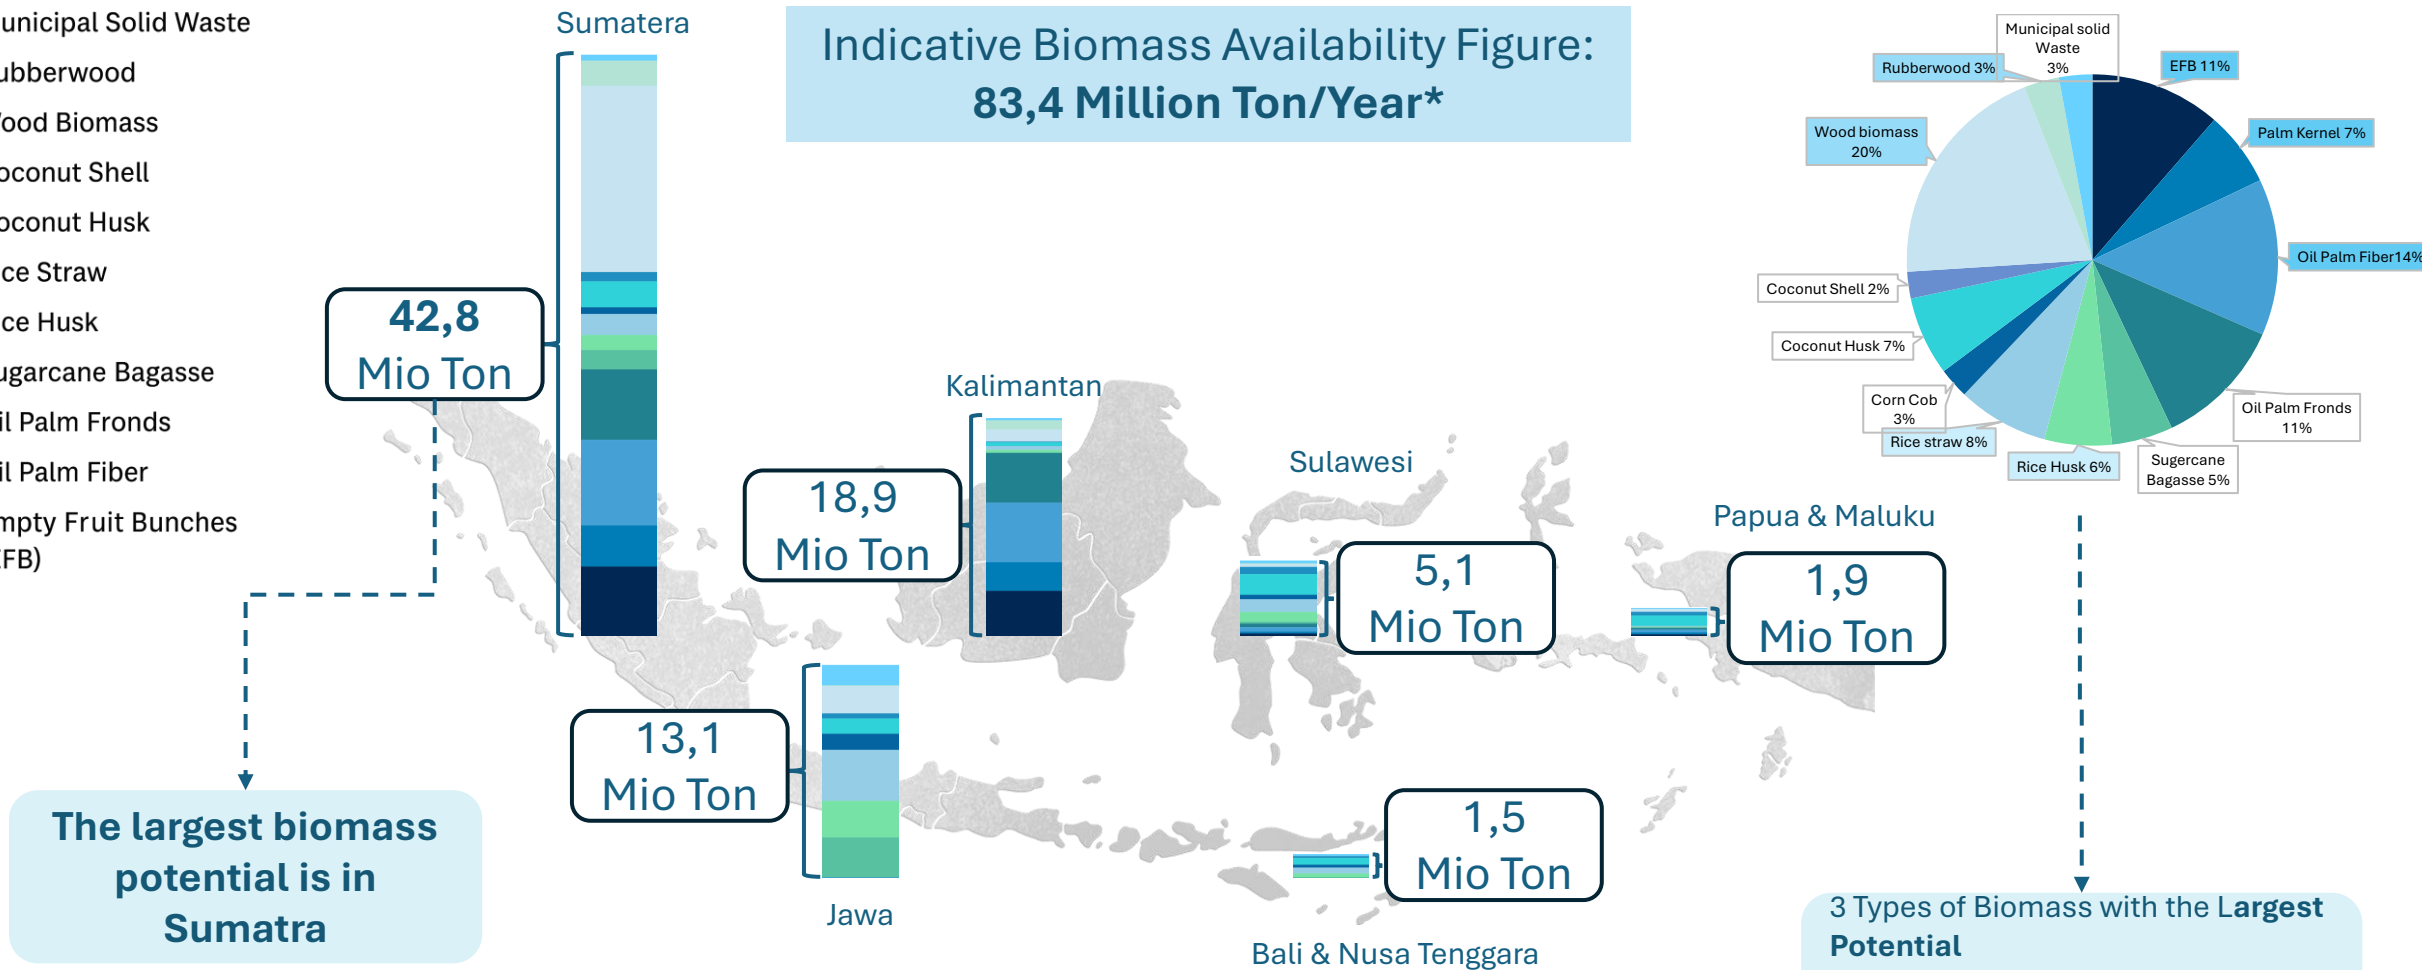 unicipal Solid Waste
ubberwood
ood Biomass
oconut Shell
oconut Husk
ce Straw
ce Husk
ugarcane Bagasse
il Palm Fronds
il Palm Fiber
mpty Fruit Bunches
EFB)
Sumatera
42,8
Mio Ton
The largest biomass
potential is in
Sumatra
Indicative Biomass Availability Figure:
83,4 Million Ton/Year*
Kalimantan
18,9
Mio Ton
13,1
Mio Ton
Jawa
Sulawesi
5,1
Mio Ton
Papua & Maluku
1,9
Mio Ton
1,5
Mio Ton
Bali & Nusa Tenggara
Municipal solid
Waste
3%
Rubberwood 3%
EFB 11%
Wood biomass
20%
Palm Kernel 7%
Oil Palm Fiber14%
Coconut Shell 2%
Coconut Husk 7%
Corn Cob
3%
Rice straw 8%
Rice Husk 6%
Sugercane
Bagasse 5%
Oil Palm Fronds
11%
3 Types of Biomass with the Largest
Potential